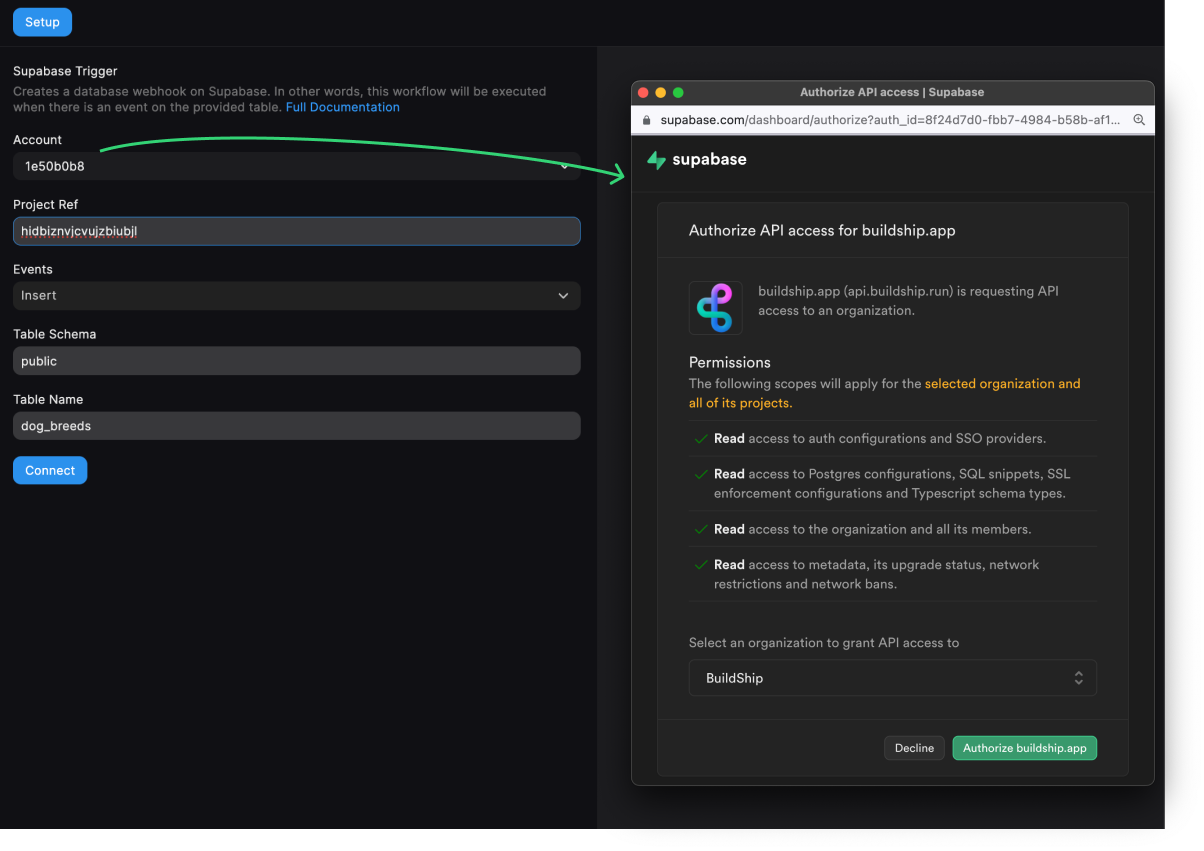 Setup
Supabase Trigger
Creates a database webhook on Supabase. In other words, this workflow will be executed
when there is an event on the provided table. Full Documentation
Account
1e50b0b8
Project Ref
hidbiznvjcvujzbiubjl
Events
Insert
Table Schema
public
Table Name
dog_breeds
Connect
Authorize API access | Supabase
supabase.com/dashboard/authorize?auth_id=8f24d7d0-fbb7-4984-b58b-af1...
supabase
Authorize API access for buildship.app
buildship.app (api.buildship.run) is requesting API
access to an organization.
Permissions
The following scopes will apply for the selected organization and
all of its projects.
Read access to auth configurations and SSO providers.
Read access to Postgres configurations, SQL snippets, SSL
enforcement configurations and Typescript schema types.
Read access to the organization and all its members.
Read access to metadata, its upgrade status, network
restrictions and network bans.
Select an organization to grant API access to
BuildShip
Decline
Authorize buildship.app